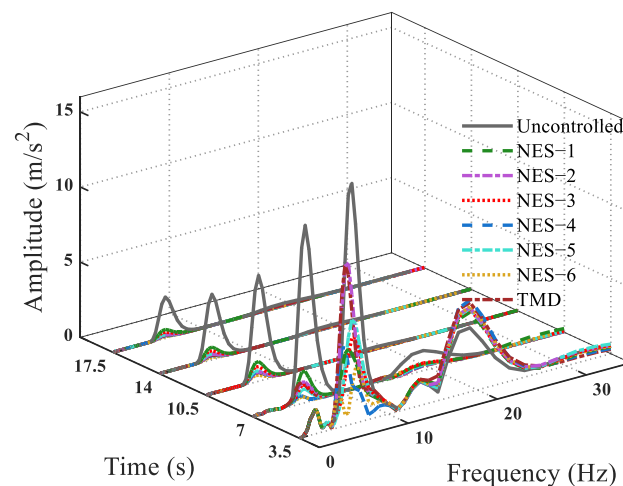 15
10
5
0
Amplitude (m/s²)
Uncontrolled
NES−1
NES−2
NES−3
NES−4
NES−5
NES−6
TMD
17.5
14
10.5
7
3.5
Time (s)
0
10
20
30
Frequency (Hz)